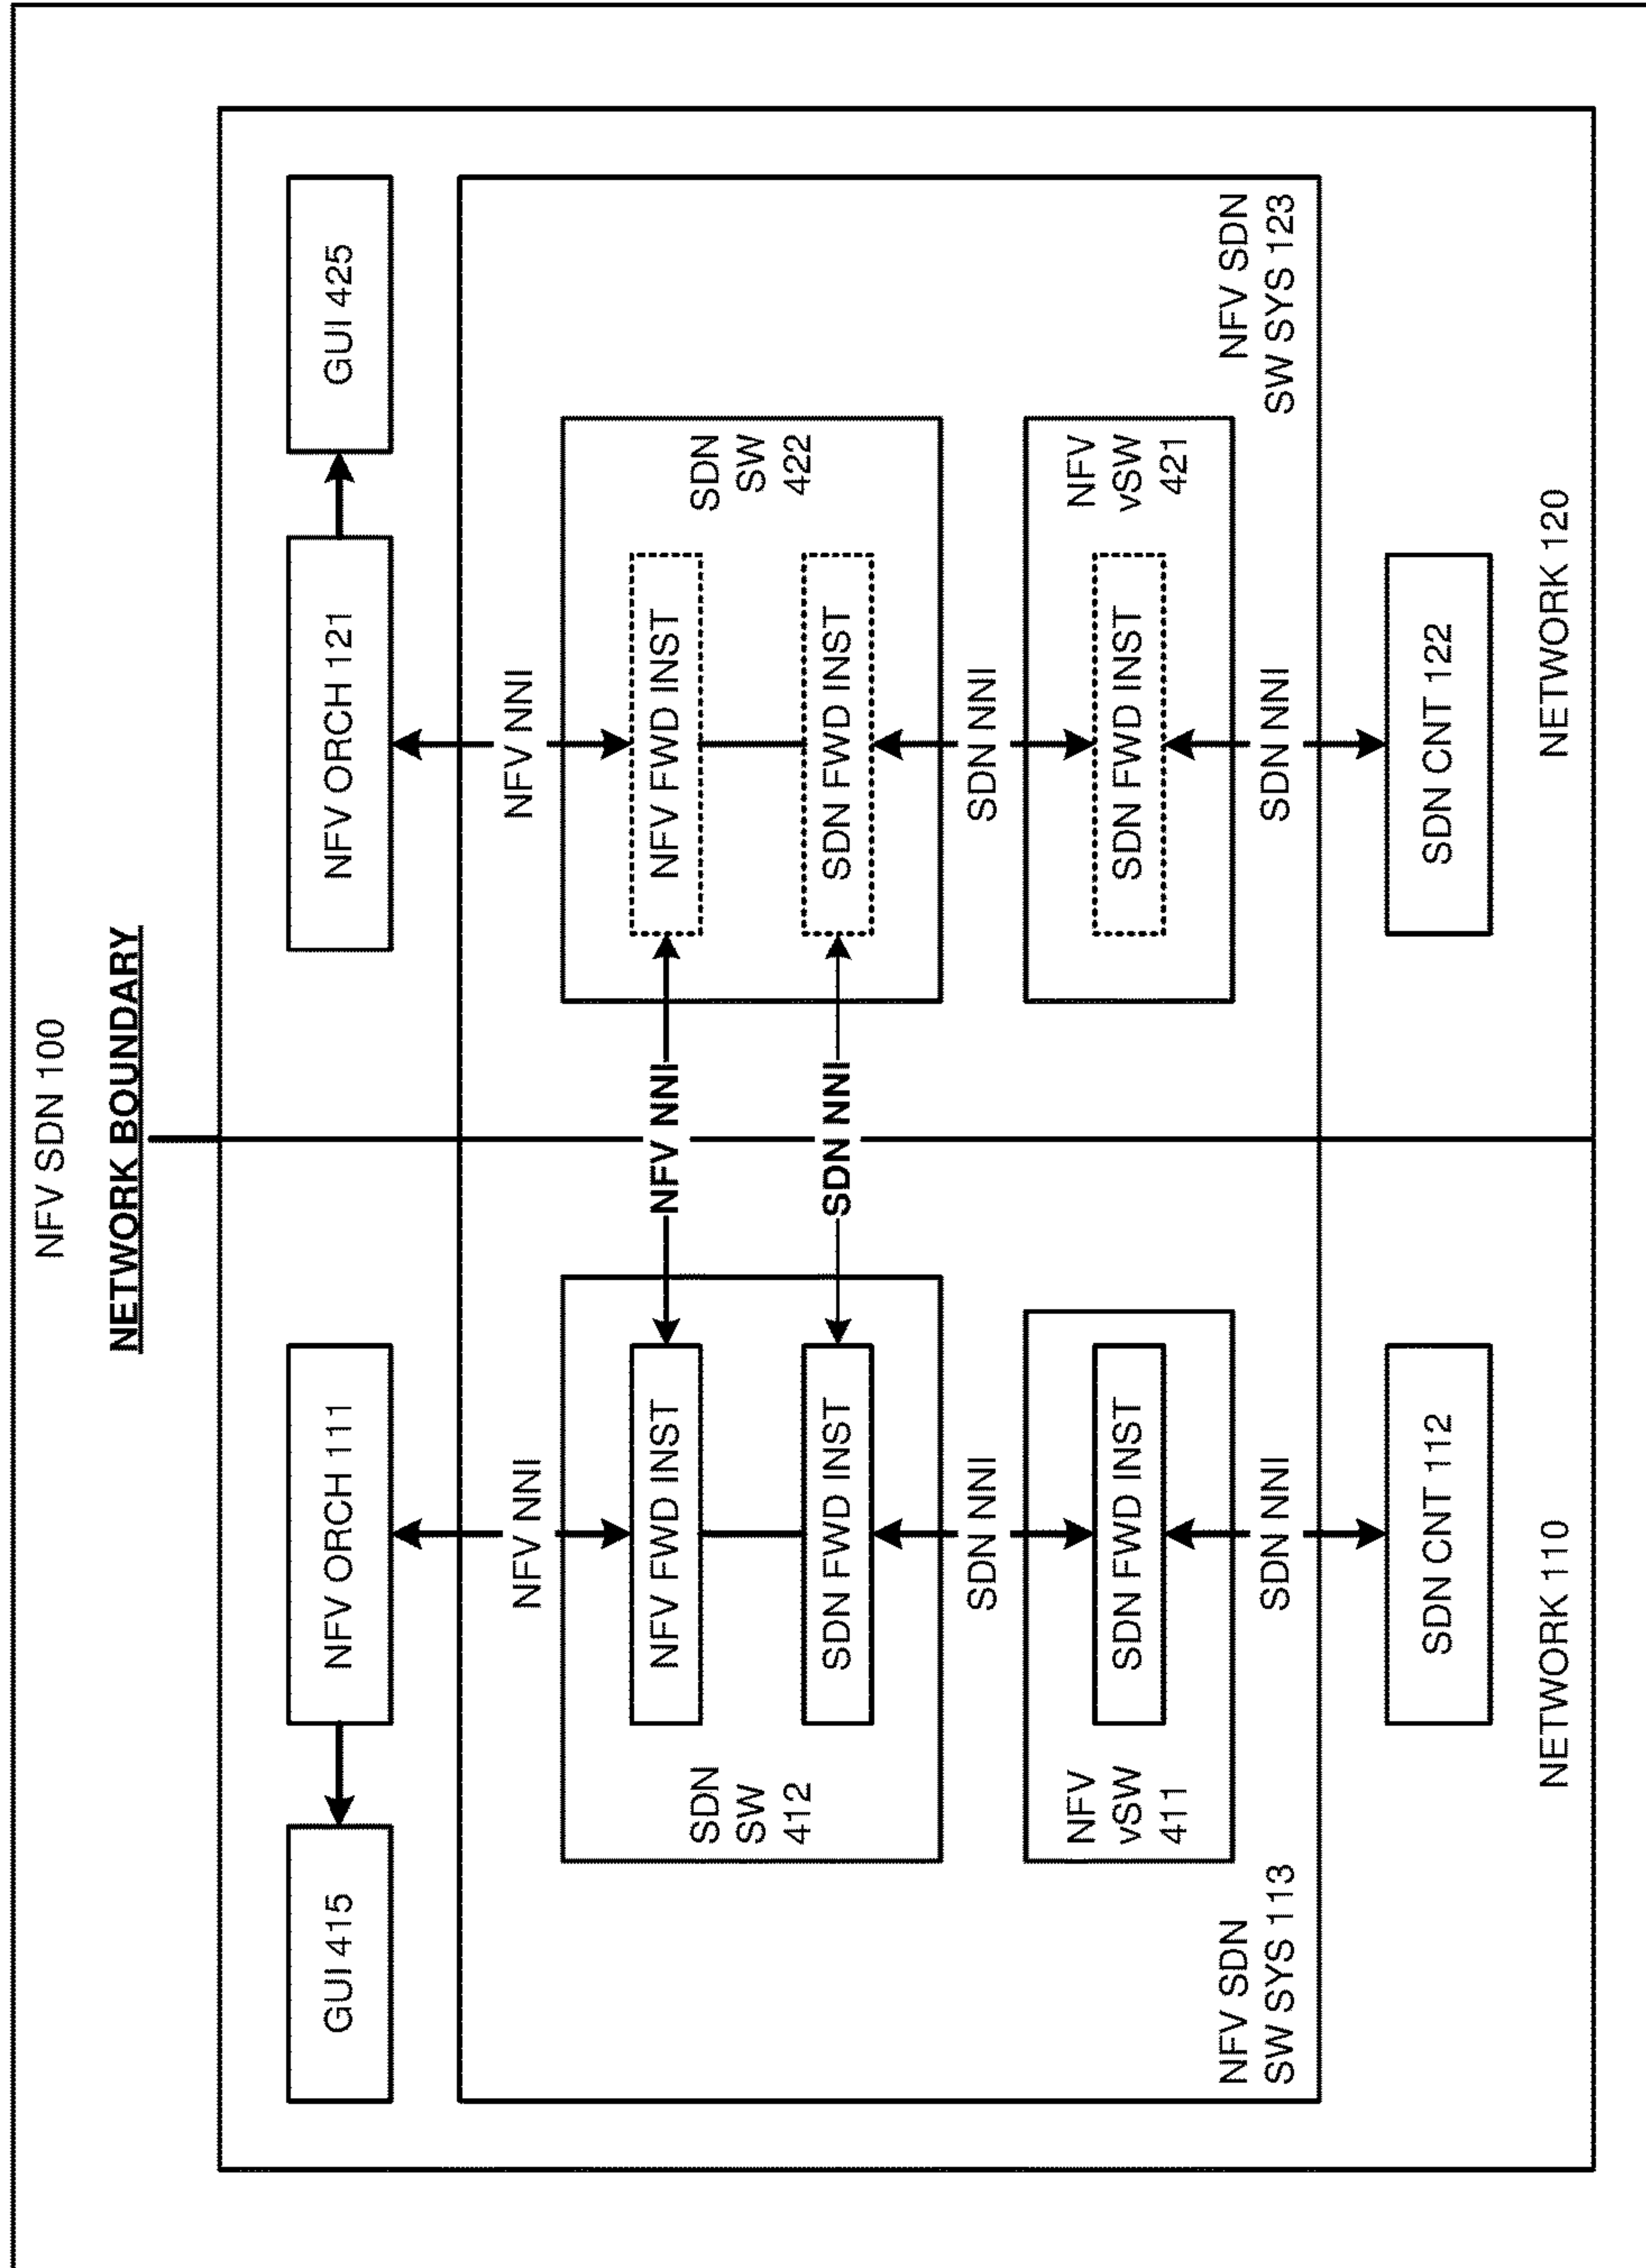 NFV SDN 100
NETWORK BOUNDARY
GUI 415
NFV ORCH 111
NFV ORCH 121
GUI 425
NFV NNI
NFV NNI
SDN
SW
412
NFV FWD INST
SDN FWD INST
NFV NNI
SDN NNI
NFV FWD INST
SDN FWD INST
SDN
SW
422
SDN NNI
SDN NNI
NFV
vSW
411
SDN FWD INST
SDN FWD INST
NFV
vSW
421
NFV SDN
SW SYS 113
SDN NNI
SDN NNI
NFV SDN
SW SYS 123
SDN CNT 112
SDN CNT 122
NETWORK 110
NETWORK 120